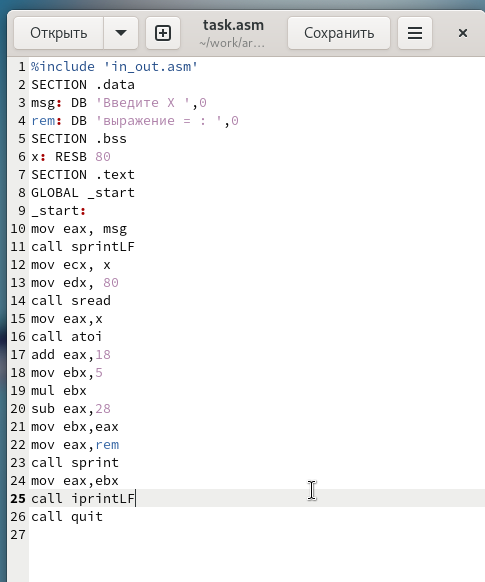 Открыть
task.asm
~/work/ar...
Сохранить
1 %include 'in_out.asm'
2 SECTION .data
3 msg: DB 'Введите X ',0
4 rem: DB 'выражение = : ',0
5 SECTION .bss
6 x: RESB 80
7 SECTION .text
8 GLOBAL _start
9 _start:
10 mov eax, msg
11 call sprintLF
12 mov ecx, x
13 mov edx, 80
14 call sread
15 mov eax,x
16 call atoi
17 add eax,18
18 mov ebx,5
19 mul ebx
20 sub eax,28
21 mov ebx,eax
22 mov eax,rem
23 call sprint
24 mov eax,ebx
25 call iprintLF
26 call quit
27